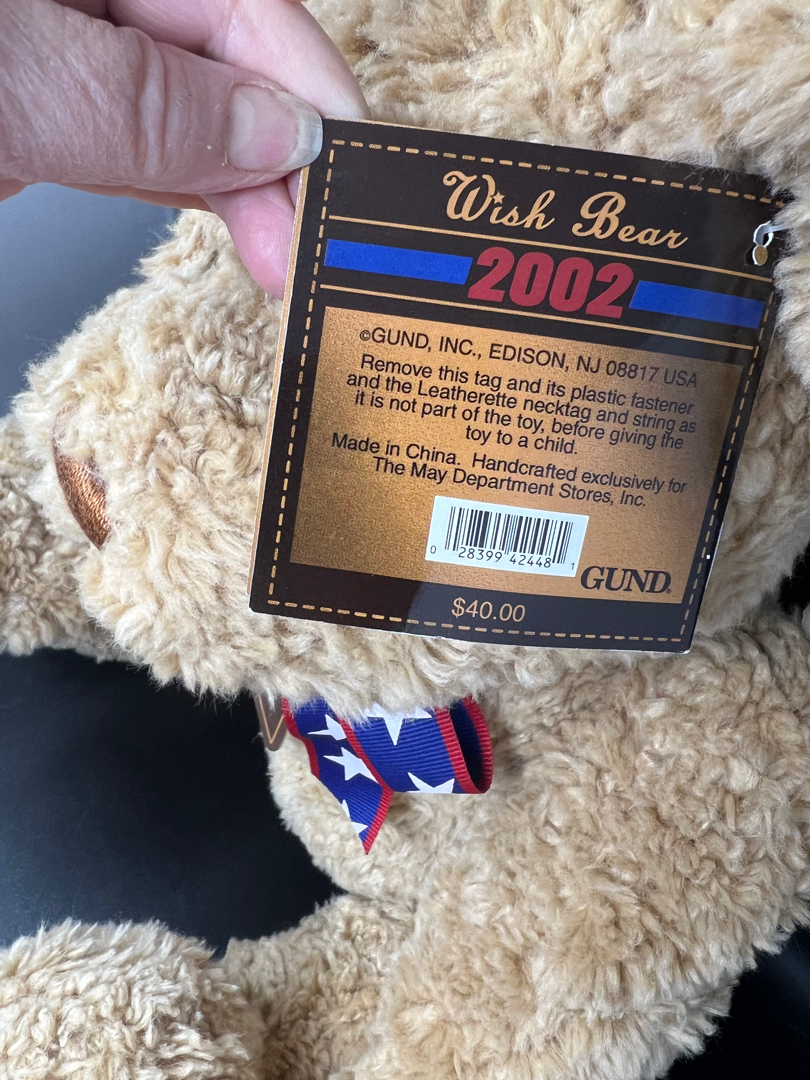 Wish Bear
2002
©GUND, INC., EDISON, NJ 08817 USA
Remove this tag and its plastic fastener
and the Leatherette necktag and string as
it is not part of the toy, before giving the
toy to a child.
Made in China. Handcrafted exclusively for
The May Department Stores, Inc.
0 28399 42448 1
GUND®
$40.00